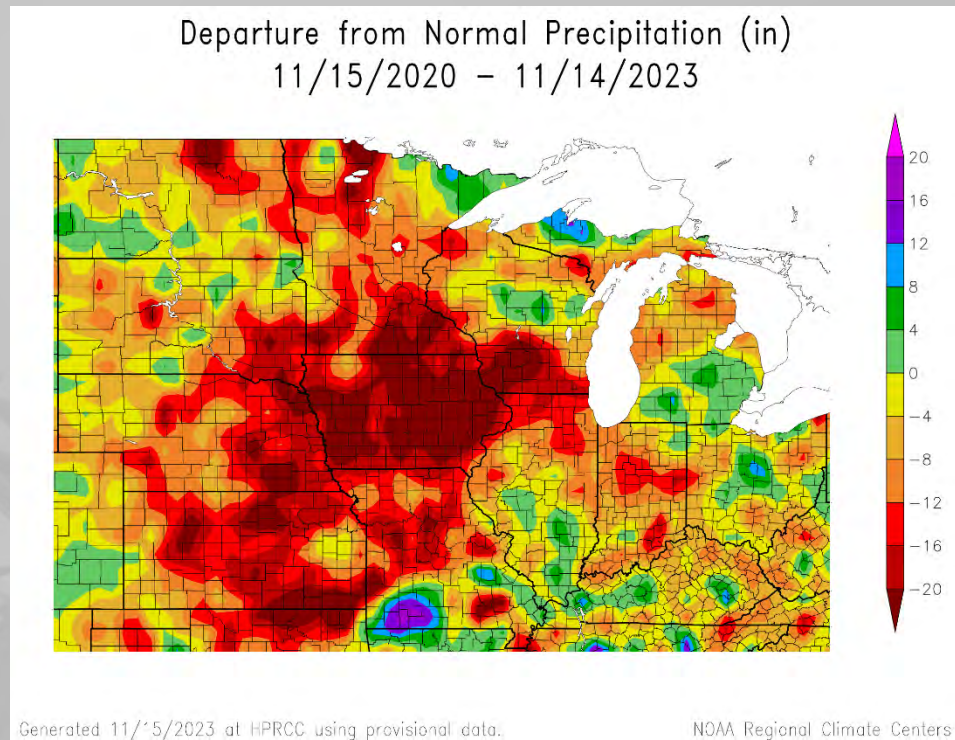 Departure from Normal Precipitation (in)
11/15/2020 – 11/14/2023
20
16
12
8
4
0
−4
−8
−12
−16
−20
Generated 11/15/2023 at HPRCC using provisional data.
NOAA Regional Climate Centers